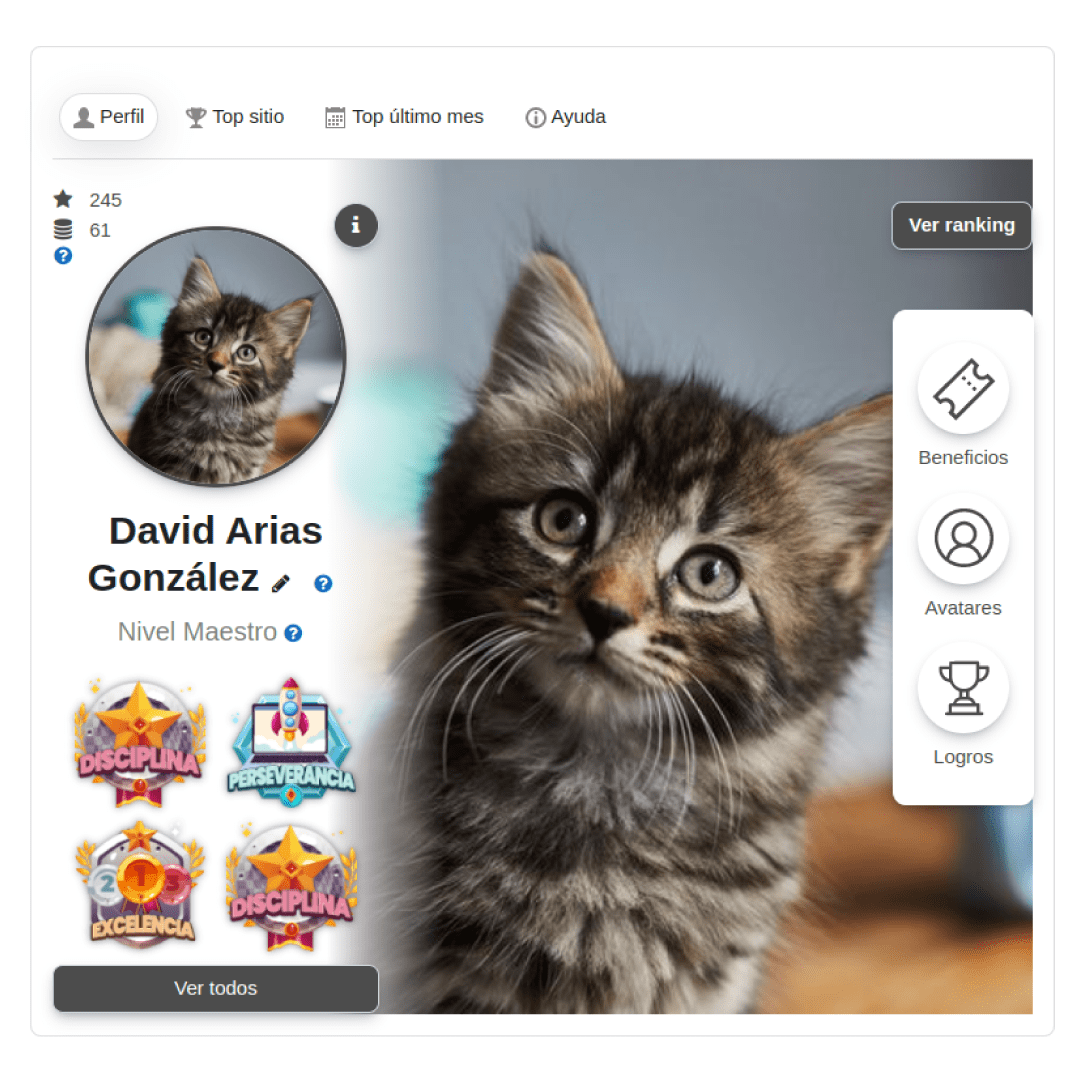 Perfil Top sitio Top último mes Ayuda
245
61
Ver ranking
David Arias
González
Nivel Maestro
DISCIPLINA
PERSEVERANCIA
2 1 3
EXCELENCIA
DISCIPLINA
Ver todos
Beneficios
Avatares
Logros